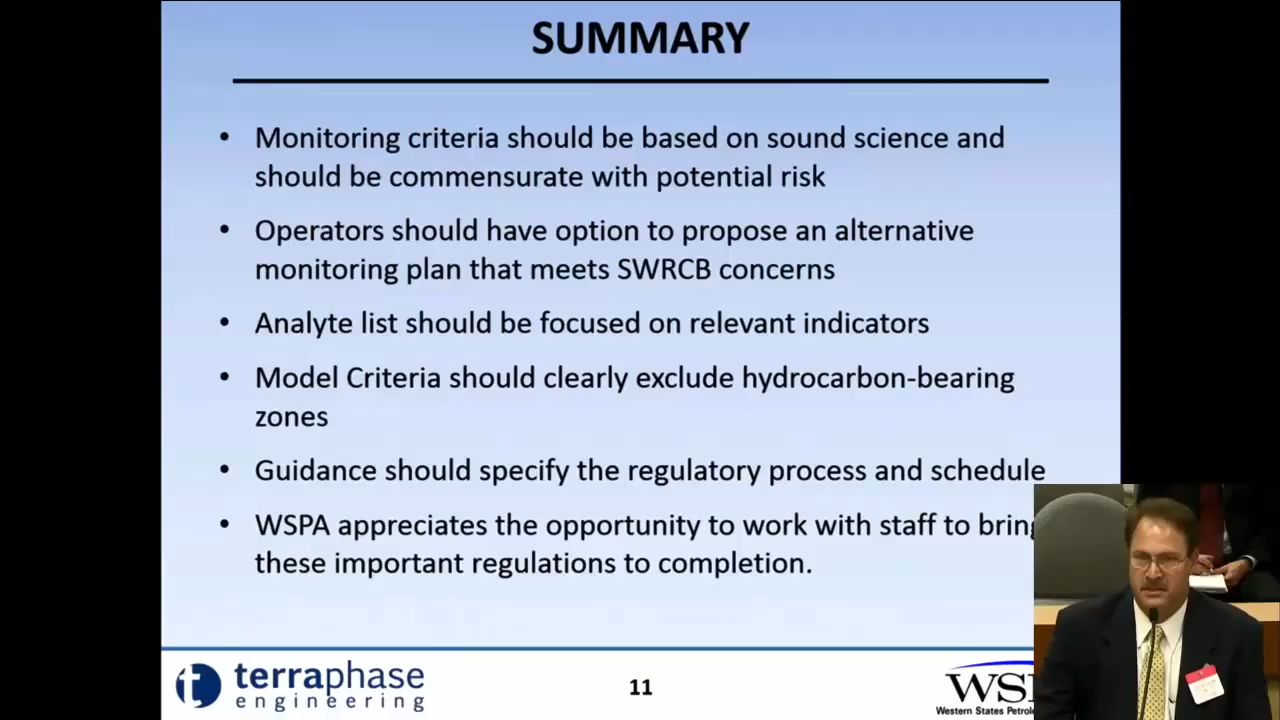 SUMMARY
• Monitoring criteria should be based on sound science and
should be commensurate with potential risk
• Operators should have option to propose an alternative
monitoring plan that meets SWRCB concerns
• Analyte list should be focused on relevant indicators
• Model Criteria should clearly exclude hydrocarbon-bearing
zones
• Guidance should specify the regulatory process and schedule
• WSPA appreciates the opportunity to work with staff to bring
these important regulations to completion.
terraphase
engineering
11
WSP
Western States Petrole